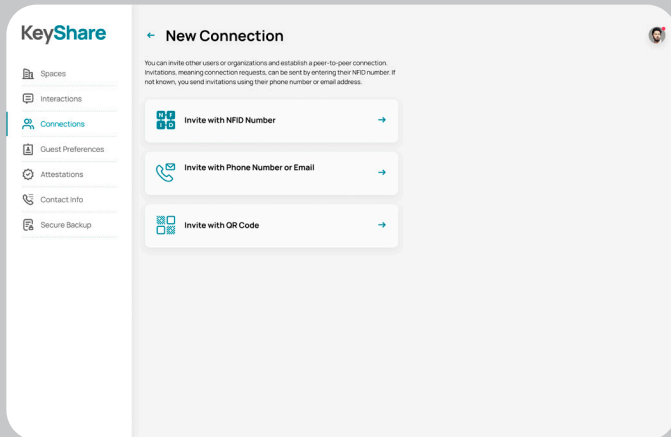 KeyShare
Spaces
Interactions
Connections
Guest Preferences
Attestations
Contact Info
Secure Backup
← New Connection
You can invite other users or organizations and establish a peer-to-peer connection.
Invitations, meaning connection requests, can be sent by entering their NFID number. If
not known, you send invitations using their phone number or email address.
N F
I D
Invite with NFID Number →
Invite with Phone Number or Email →
Invite with QR Code →